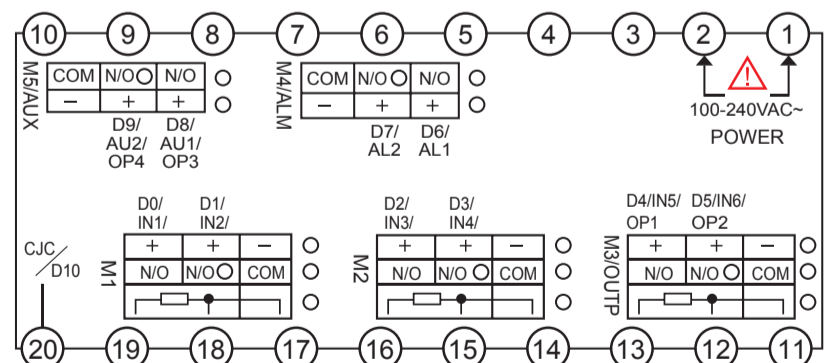 10 9 8 7 6 5 4 3 2 1
M5/AUX
COM N/O N/O
− + +
D9/ D8/
AU2/ AU1/
OP4 OP3
M4/ALM
COM N/O N/O
− + +
D7/ D6/
AL2 AL1
!
100-240VAC~
POWER
CJC/D10
M1
D0/ D1/
IN1/ IN2/
+ + −
N/O N/O COM
M2
D2/ D3/
IN3/ IN4/
+ + −
N/O N/O COM
M3/OUTP
D4/IN5/ D5/IN6/
OP1 OP2
+ + −
N/O N/O COM
20 19 18 17 16 15 14 13 12 11